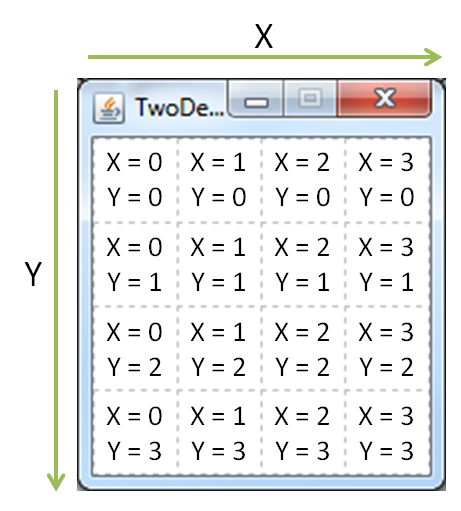 X
TwoDe...
Y
X = 0 X = 1 X = 2 X = 3
Y = 0 Y = 0 Y = 0 Y = 0
X = 0 X = 1 X = 2 X = 3
Y = 1 Y = 1 Y = 1 Y = 1
X = 0 X = 1 X = 2 X = 3
Y = 2 Y = 2 Y = 2 Y = 2
X = 0 X = 1 X = 2 X = 3
Y = 3 Y = 3 Y = 3 Y = 3